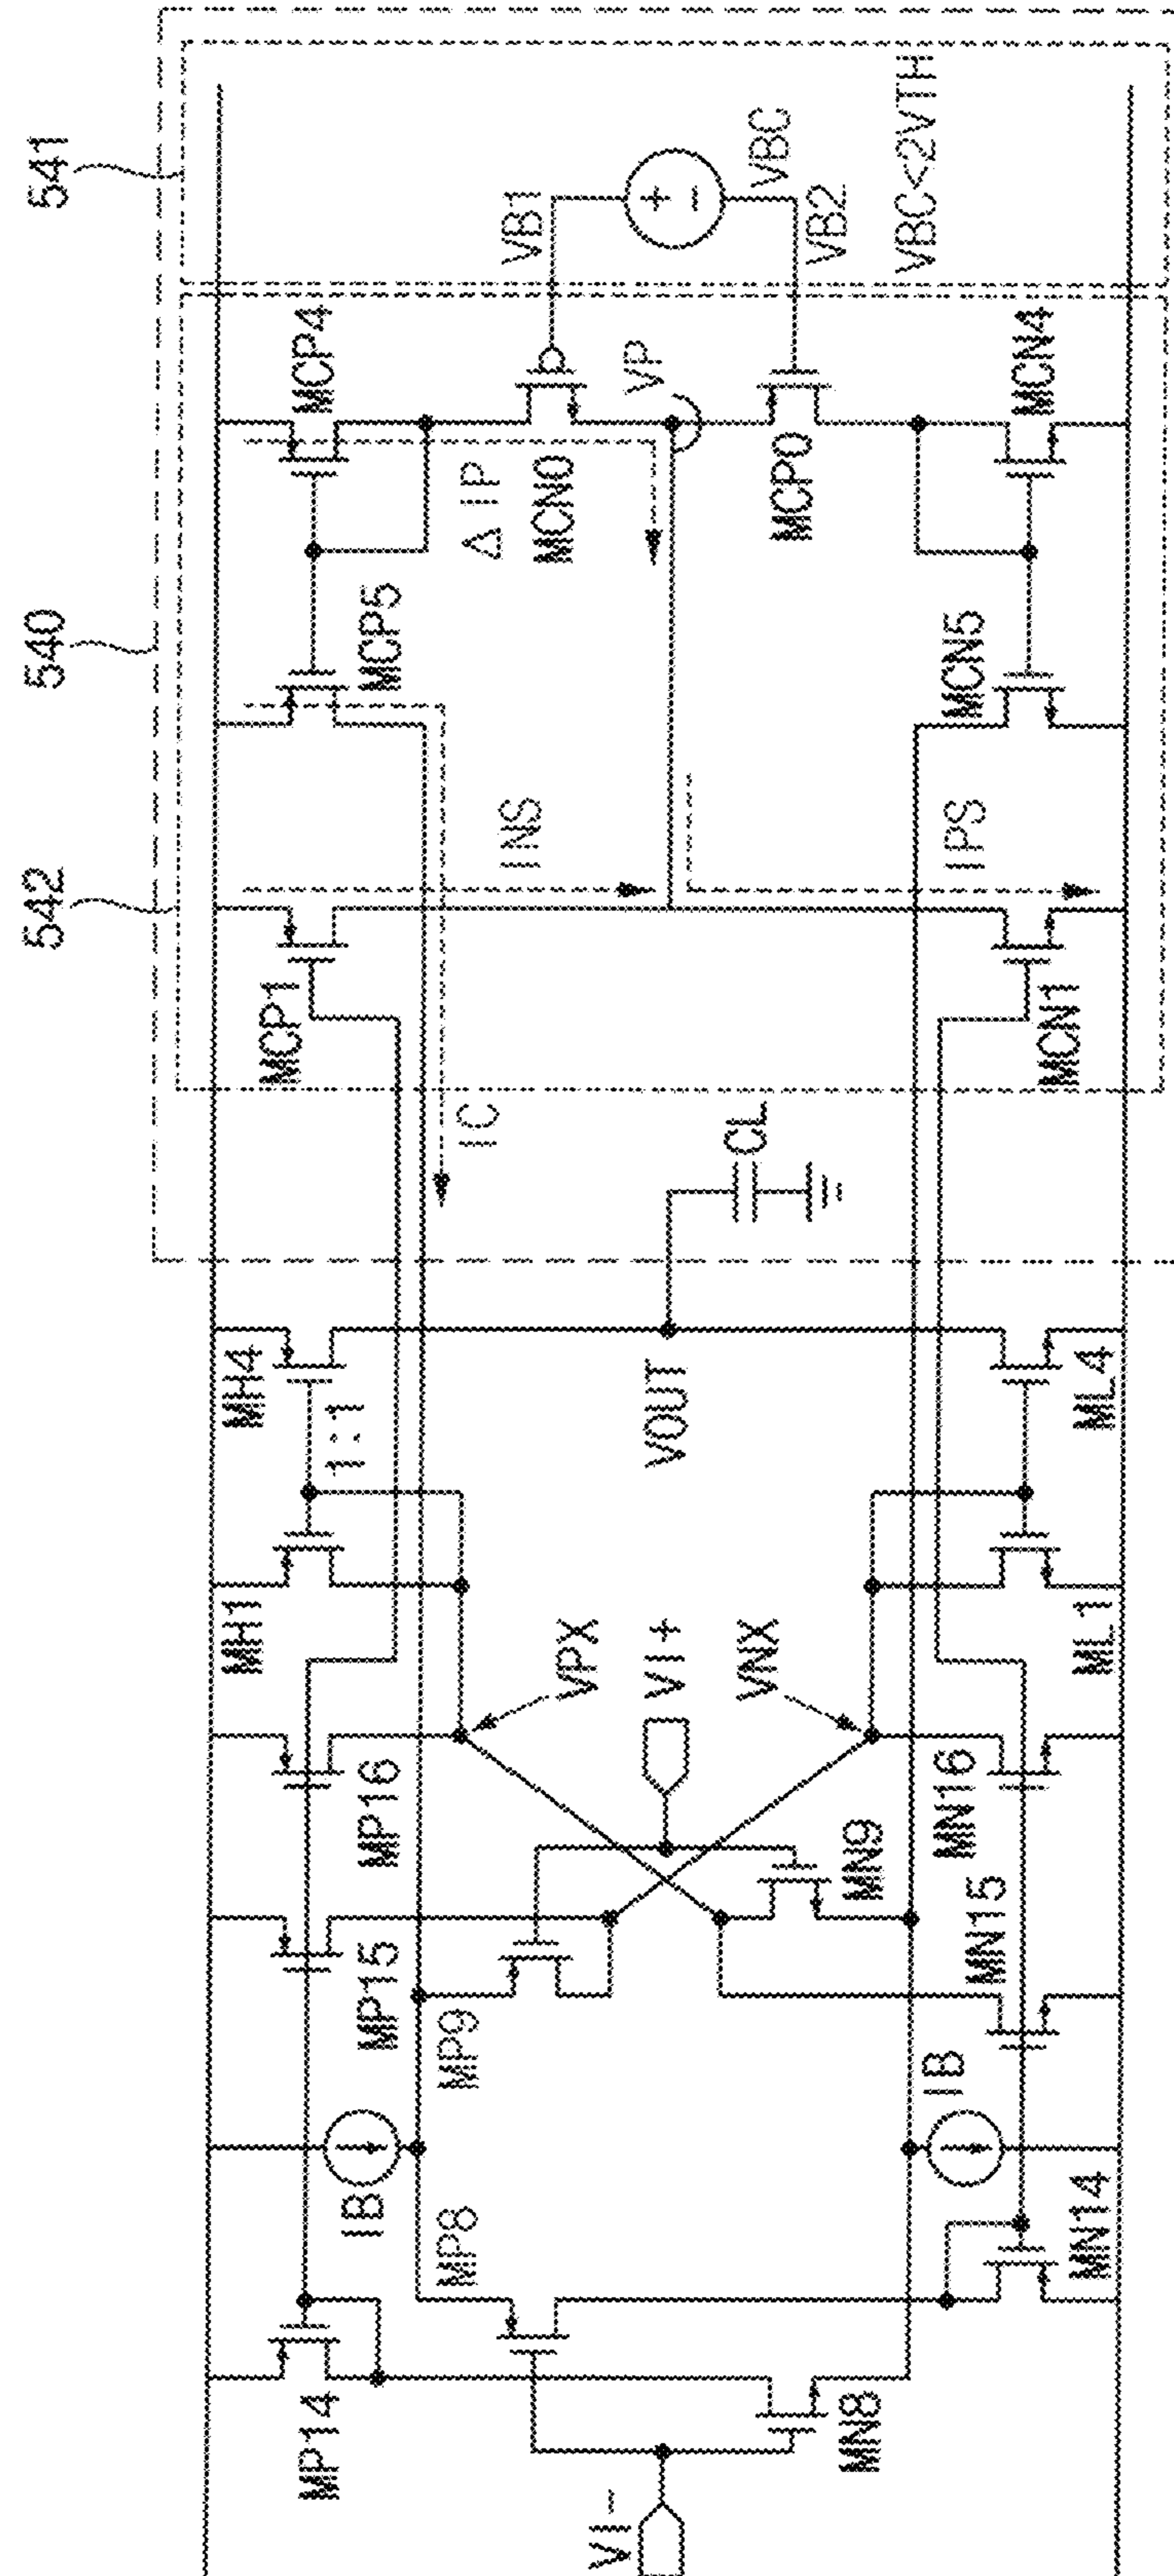 542
540
541
MP14
MP15
MP16
MH1
MH4
1:1
MCP1
MCP5
MCP4
IB
MP8
MP9
VPX
IC
INS
Δ IP
MCN0
VP
VB1
VI-
VI+
VOUT
CL
VBC
MN8
MN9
VNX
MCP0
VB2
IB
MN15
MN16
IPS
MCN5
VBC<2VTH
MN14
ML1
ML4
MCN1
MCN4